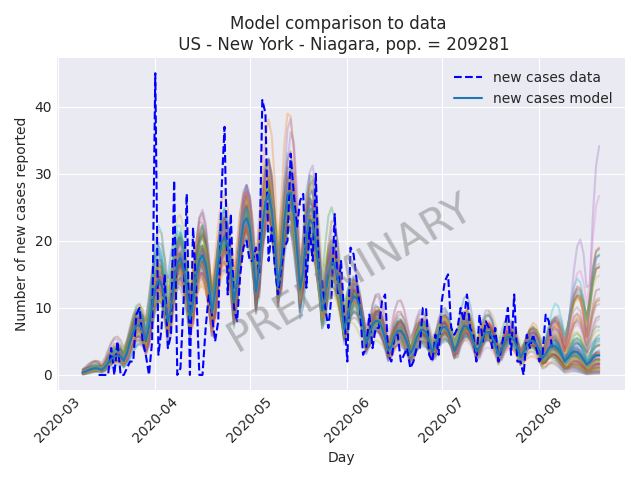 Model comparison to data
US - New York - Niagara, pop. = 209281
new cases data
new cases model
Number of new cases reported
40
30
20
10
0
PRELIMINARY
2020-03
2020-04
2020-05
2020-06
2020-07
2020-08
Day